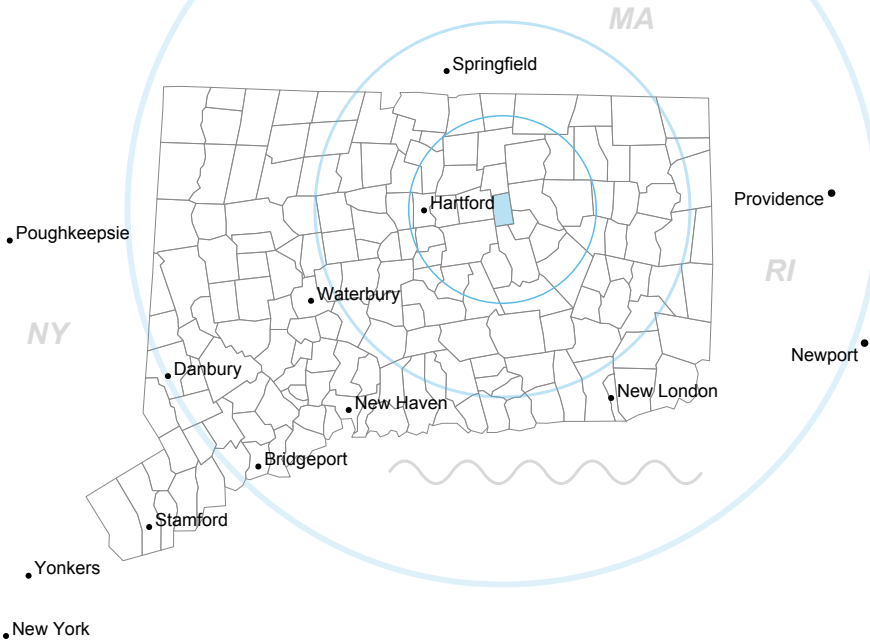 MA
Springfield
Hartford
Providence
Poughkeepsie
RI
Waterbury
NY
Newport
Danbury
New London
New Haven
Bridgeport
Stamford
Yonkers
New York